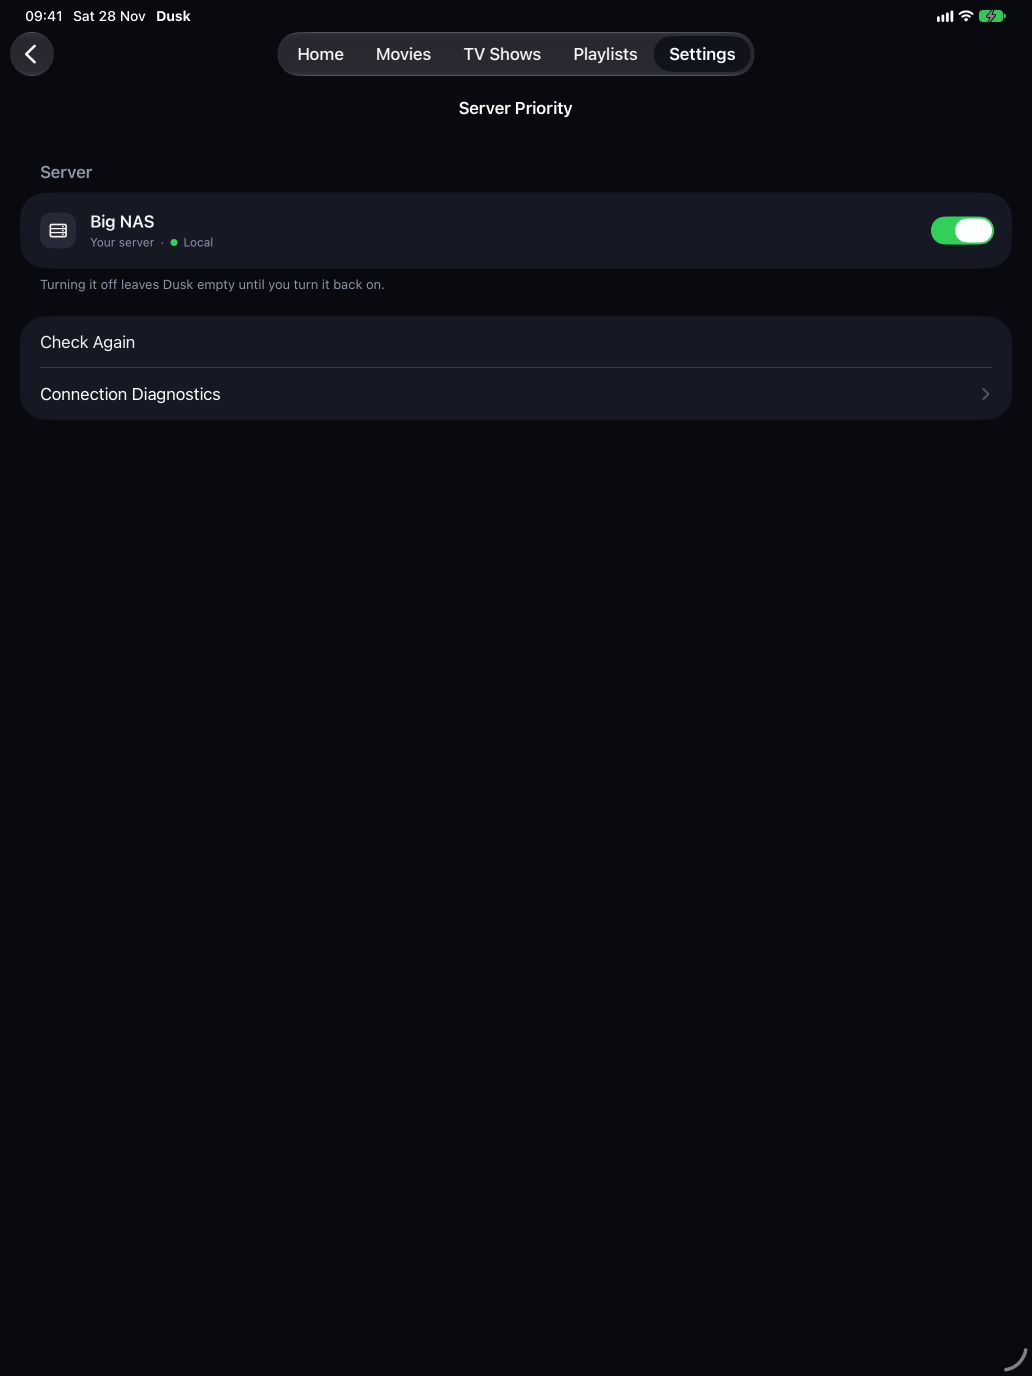 09:41 Sat 28 Nov Dusk
Home Movies TV Shows Playlists Settings
Server Priority
Server
Big NAS
Your server · Local
Turning it off leaves Dusk empty until you turn it back on.
Check Again
Connection Diagnostics